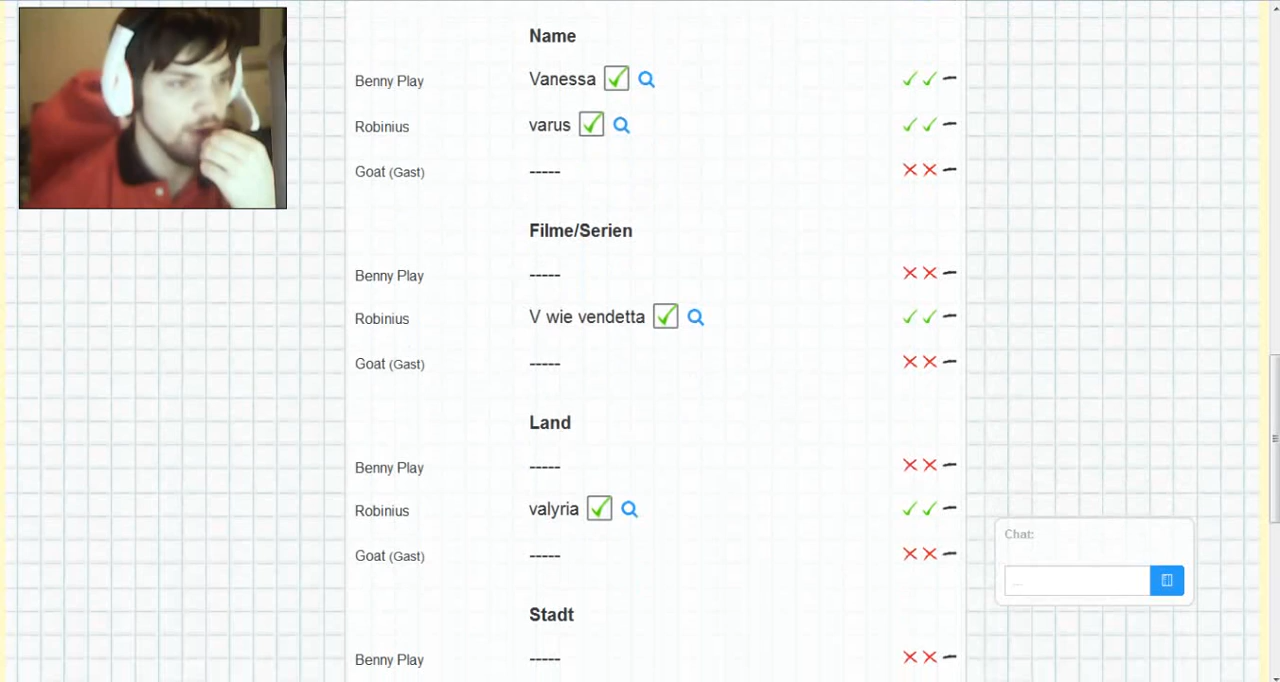 Name
Benny Play Vanessa
Robinius varus
Goat (Gast) -----
Filme/Serien
Benny Play -----
Robinius V wie vendetta
Goat (Gast) -----
Land
Benny Play -----
Robinius valyria
Goat (Gast) -----
Chat:
...
Stadt
Benny Play -----